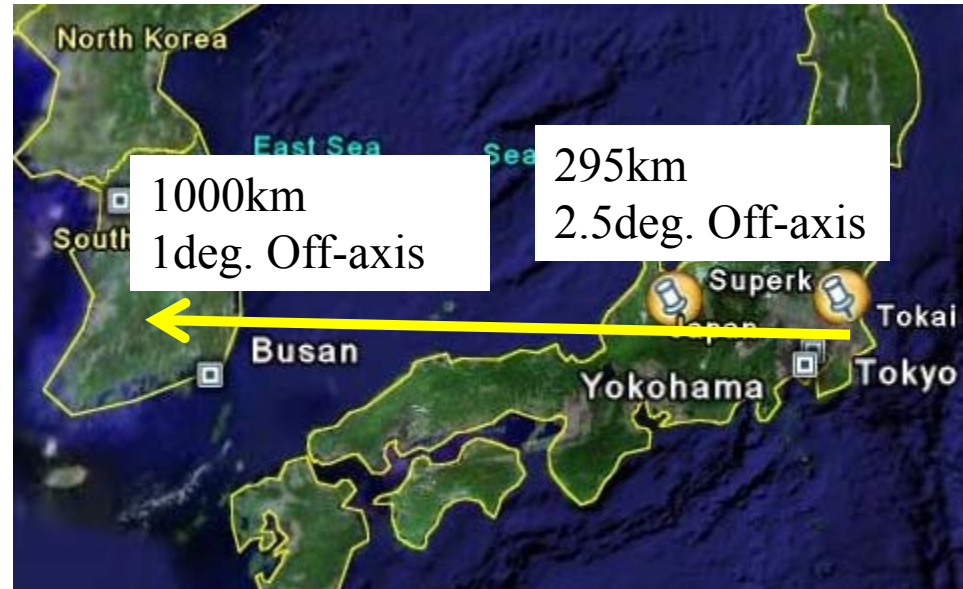 North Korea
East Sea
Sea
295km
2.5deg. Off-axis
1000km
1deg. Off-axis
South
Superk
Tokai
Japan
Busan
Tokyo
Yokohama